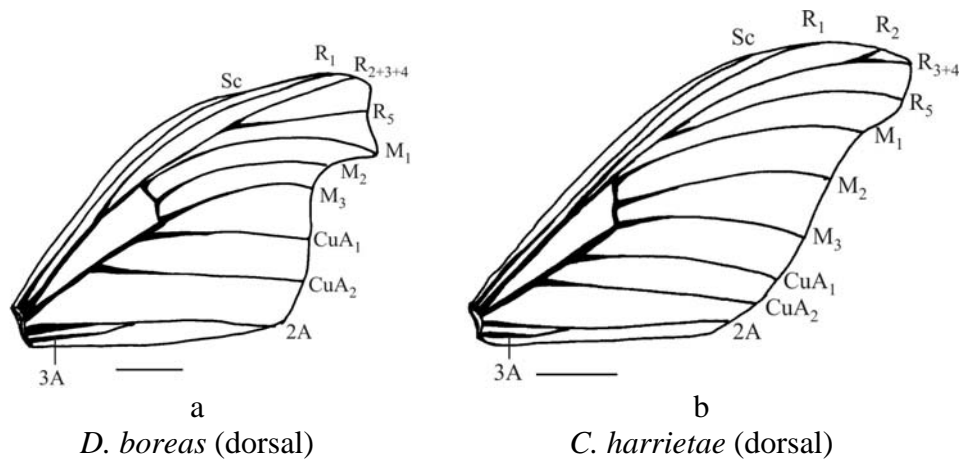 Sc
R1
R2+3+4
R5
M1
M2
M3
CuA1
CuA2
2A
3A
a
D. boreas (dorsal)
Sc
R1
R2
R3+4
R5
M1
M2
M3
CuA1
CuA2
2A
3A
b
C. harrietae (dorsal)